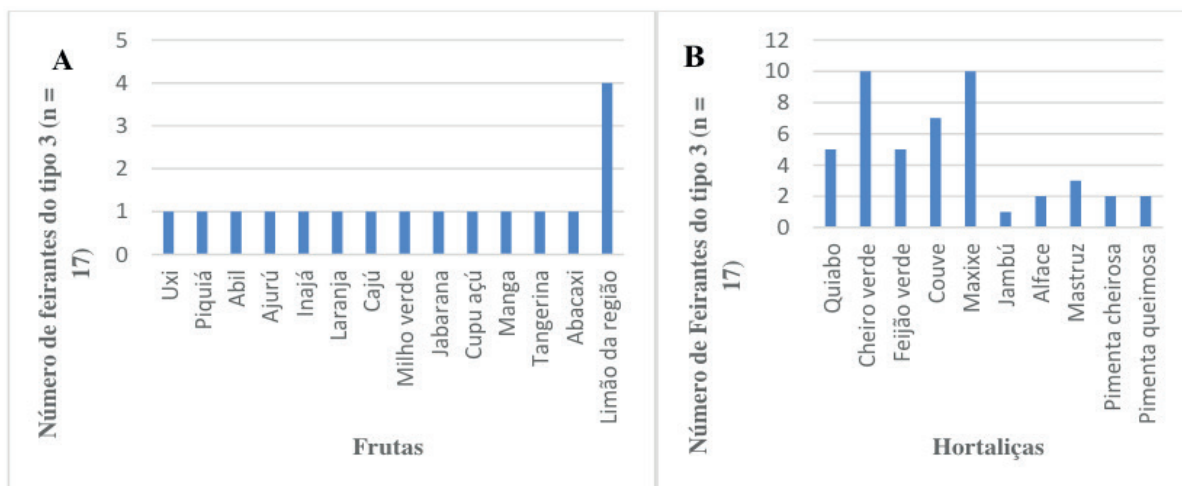 A
Número de feirantes do tipo 3 (n =
17)
5
4
3
2
1
0
Uxi
Piquiá
Abil
Ajurú
Inajá
Laranja
Cajú
Milho verde
Jabarana
Cupu açú
Manga
Tangerina
Abacaxi
Limão da região
Frutas
B
Número de Feirantes do tipo 3 (n =
17)
12
10
8
6
4
2
0
Quiabo
Cheiro verde
Feijão verde
Couve
Maxixe
Jambú
Alface
Mastruz
Pimenta cheirosa
Pimenta queimosa
Hortaliças